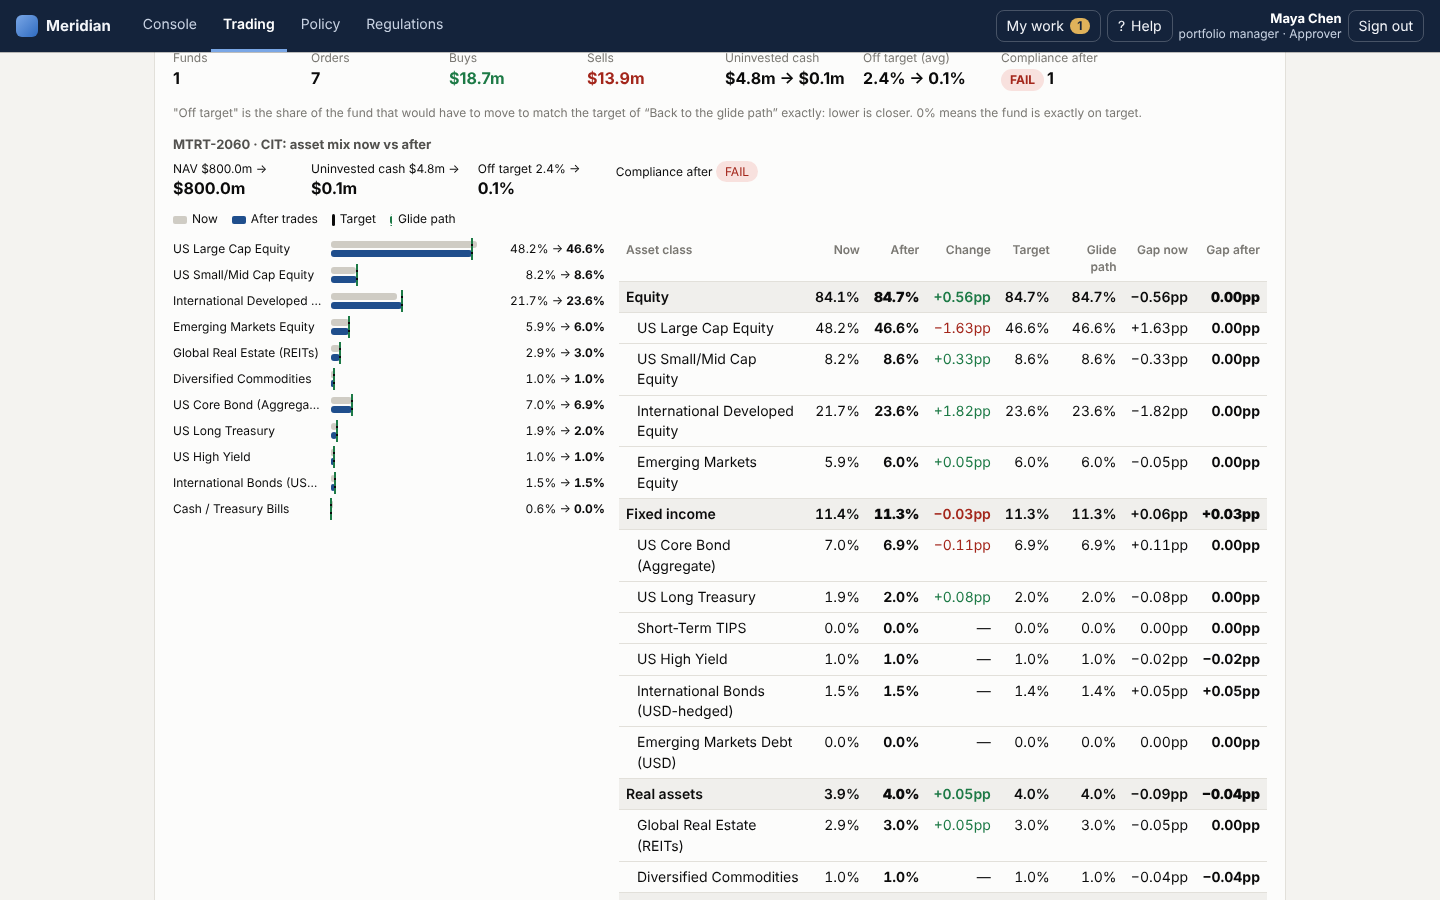 Meridian
Console
Trading
Policy
Regulations
My work 1
? Help
Maya Chen
portfolio manager · Approver
Sign out
Funds Orders Buys Sells Uninvested cash Off target (avg) Compliance after
1 7 $18.7m $13.9m $4.8m → $0.1m 2.4% → 0.1% FAIL 1
"Off target" is the share of the fund that would have to move to match the target of “Back to the glide path” exactly: lower is closer. 0% means the fund is exactly on target.
MTRT-2060 · CIT: asset mix now vs after
NAV $800.0m → Uninvested cash $4.8m → Off target 2.4% → Compliance after FAIL
$800.0m $0.1m 0.1%
Now After trades Target Glide path
US Large Cap Equity 48.2% → 46.6%
US Small/Mid Cap Equity 8.2% → 8.6%
International Developed ... 21.7% → 23.6%
Emerging Markets Equity 5.9% → 6.0%
Global Real Estate (REITs) 2.9% → 3.0%
Diversified Commodities 1.0% → 1.0%
US Core Bond (Aggrega... 7.0% → 6.9%
US Long Treasury 1.9% → 2.0%
US High Yield 1.0% → 1.0%
International Bonds (US... 1.5% → 1.5%
Cash / Treasury Bills 0.6% → 0.0%
Asset class Now After Change Target Glide Gap now Gap after
path
Equity 84.1% 84.7% +0.56pp 84.7% 84.7% −0.56pp 0.00pp
US Large Cap Equity 48.2% 46.6% −1.63pp 46.6% 46.6% +1.63pp 0.00pp
US Small/Mid Cap 8.2% 8.6% +0.33pp 8.6% 8.6% −0.33pp 0.00pp
Equity
International Developed 21.7% 23.6% +1.82pp 23.6% 23.6% −1.82pp 0.00pp
Equity
Emerging Markets 5.9% 6.0% +0.05pp 6.0% 6.0% −0.05pp 0.00pp
Equity
Fixed income 11.4% 11.3% −0.03pp 11.3% 11.3% +0.06pp +0.03pp
US Core Bond 7.0% 6.9% −0.11pp 6.9% 6.9% +0.11pp 0.00pp
(Aggregate)
US Long Treasury 1.9% 2.0% +0.08pp 2.0% 2.0% −0.08pp 0.00pp
Short-Term TIPS 0.0% 0.0% — 0.0% 0.0% 0.00pp 0.00pp
US High Yield 1.0% 1.0% — 1.0% 1.0% −0.02pp −0.02pp
International Bonds 1.5% 1.5% — 1.4% 1.4% +0.05pp +0.05pp
(USD-hedged)
Emerging Markets Debt 0.0% 0.0% — 0.0% 0.0% 0.00pp 0.00pp
(USD)
Real assets 3.9% 4.0% +0.05pp 4.0% 4.0% −0.09pp −0.04pp
Global Real Estate 2.9% 3.0% +0.05pp 3.0% 3.0% −0.05pp 0.00pp
(REITs)
Diversified Commodities 1.0% 1.0% — 1.0% 1.0% −0.04pp −0.04pp